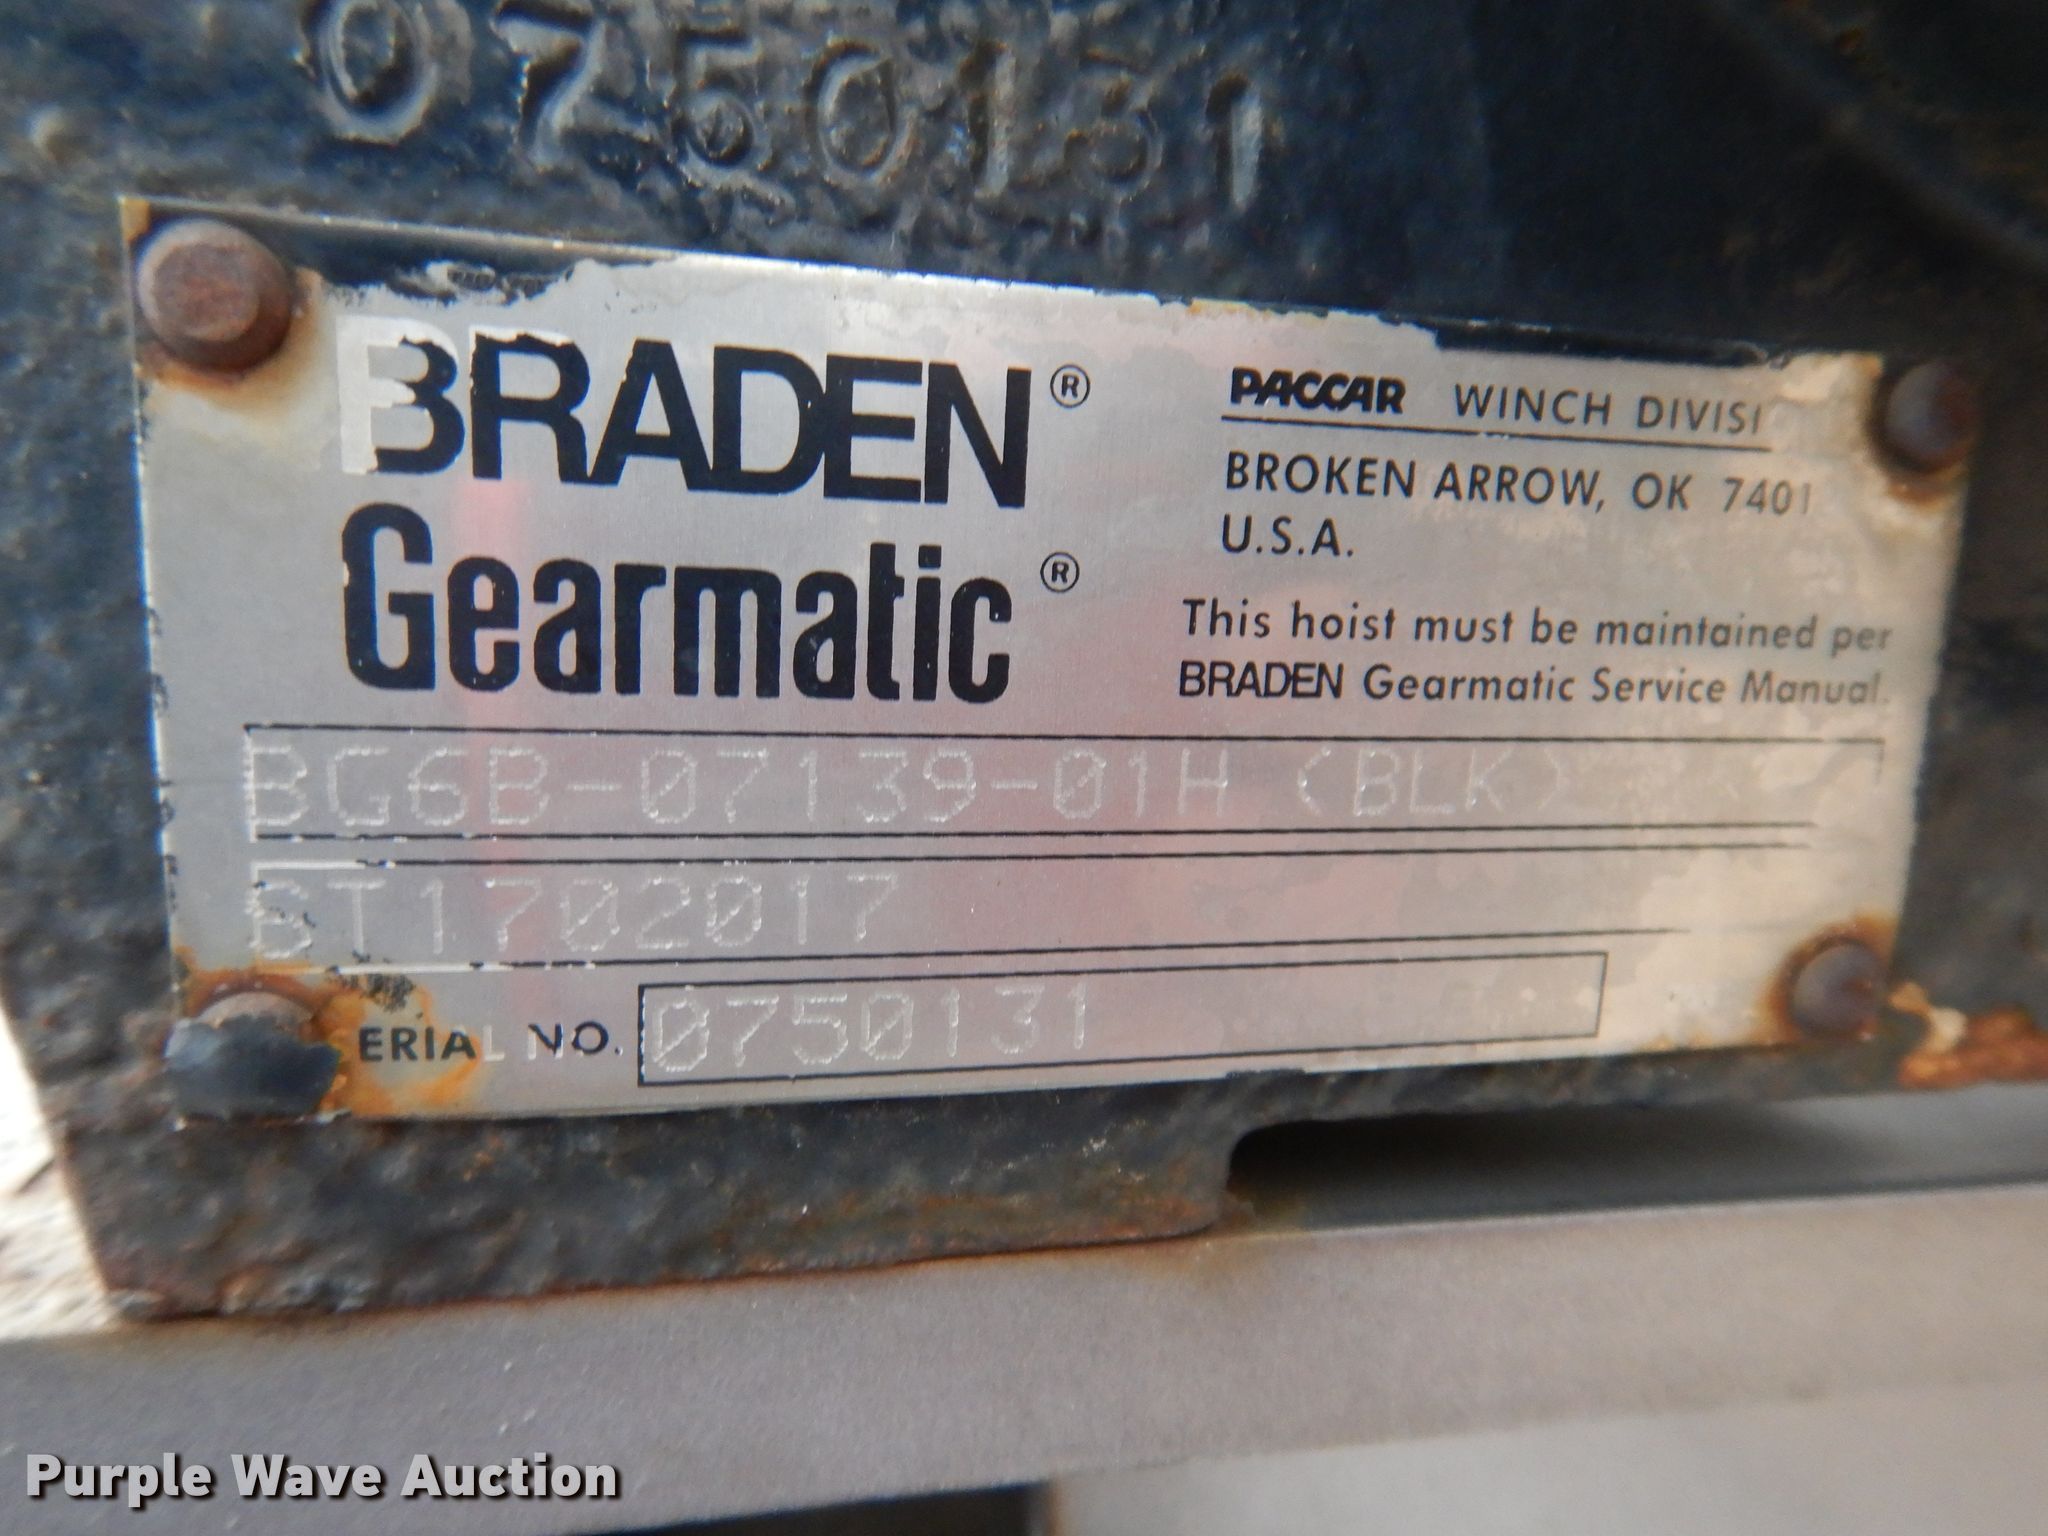 0750131
BRADEN®
Gearmatic®
PACCAR WINCH DIVISI
BROKEN ARROW, OK 7401
U.S.A.
This hoist must be maintained per
BRADEN Gearmatic Service Manual.
BG6B-07139-01H (BLK)
ST1702017
SERIAL NO. 0750131
Purple Wave Auction